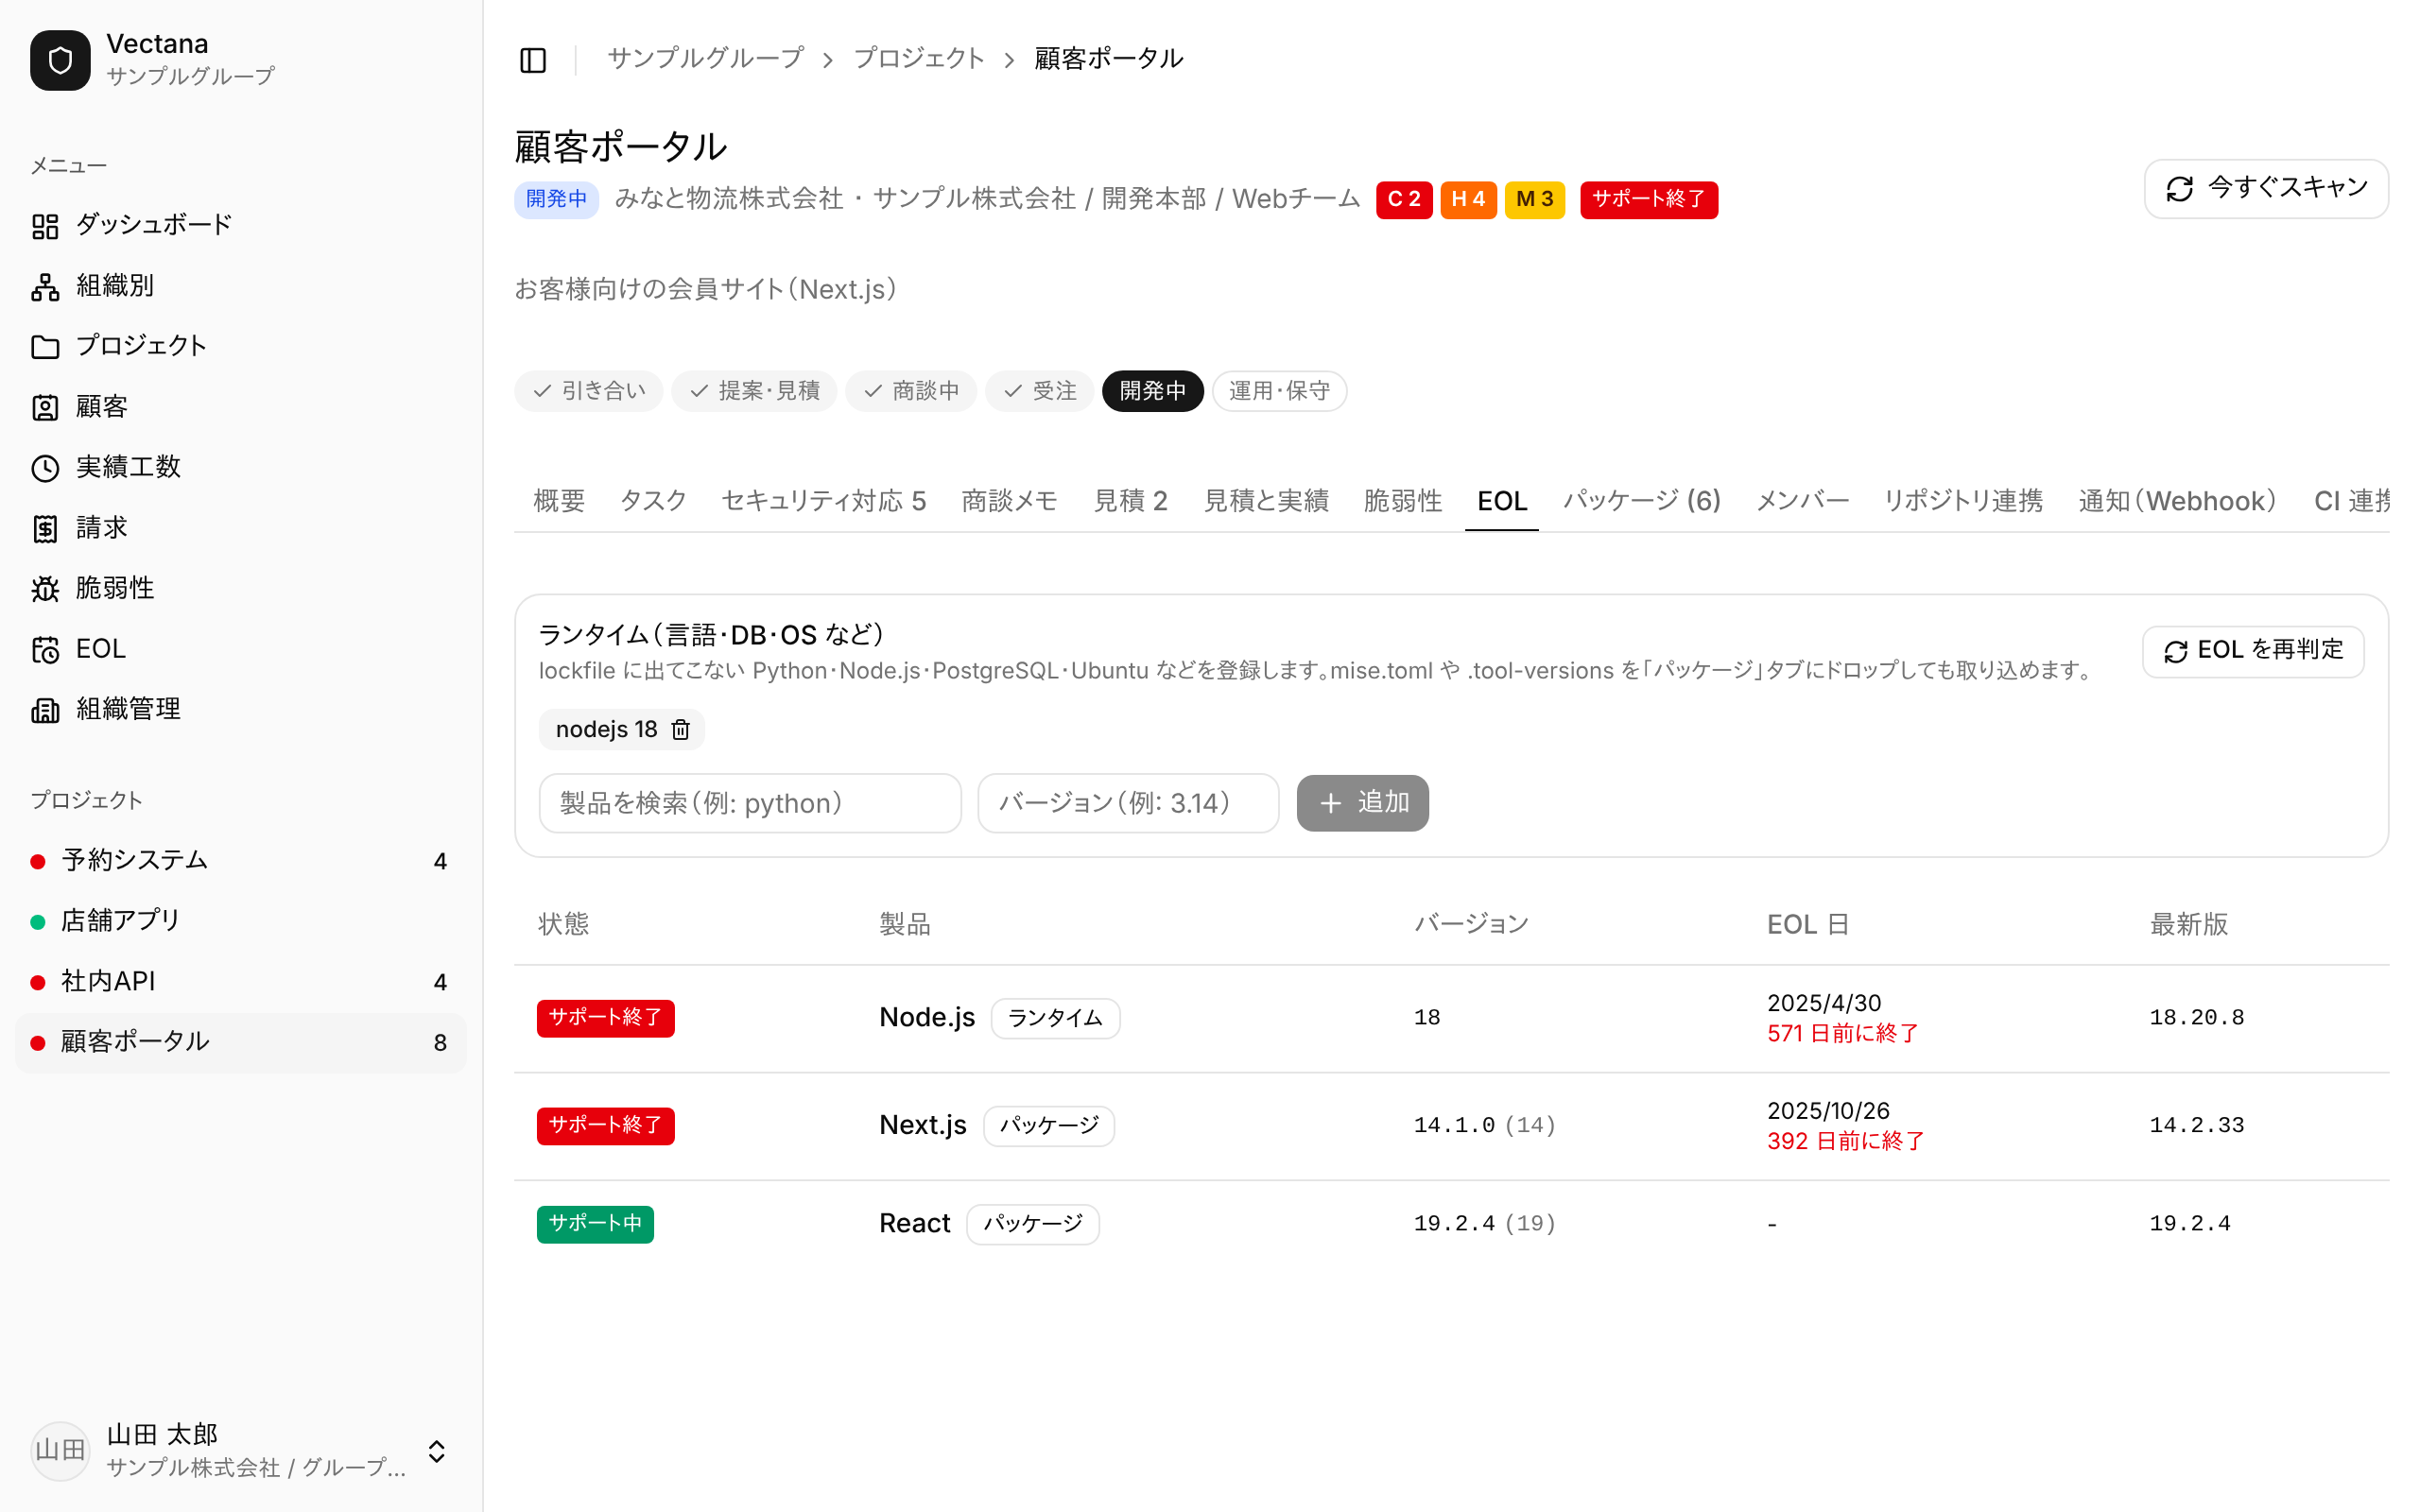 Vectana
サンプルグループ
メニュー
ダッシュボード
組織別
プロジェクト
顧客
実績工数
請求
脆弱性
EOL
組織管理
プロジェクト
予約システム 4
店舗アプリ
社内API 4
顧客ポータル 8
山田
山田 太郎
サンプル株式会社 / グループ...
サンプルグループ > プロジェクト > 顧客ポータル
顧客ポータル
開発中 みなと物流株式会社・サンプル株式会社 / 開発本部 / Webチーム C 2 H 4 M 3 サポート終了
今すぐスキャン
お客様向けの会員サイト（Next.js）
引き合い 提案・見積 商談中 受注 開発中 運用・保守
概要 タスク セキュリティ対応 5 商談メモ 見積 2 見積と実績 脆弱性 EOL パッケージ (6) メンバー リポジトリ連携 通知（Webhook） CI 連携
ランタイム（言語・DB・OS など）
lockfile に出てこない Python・Node.js・PostgreSQL・Ubuntu などを登録します。mise.toml や .tool-versions を「パッケージ」タブにドロップしても取り込めます。
EOL を再判定
nodejs 18
製品を検索（例: python） バージョン（例: 3.14） 追加
状態 製品 バージョン EOL 日 最新版
サポート終了 Node.js ランタイム 18 2025/4/30 18.20.8
571 日前に終了
サポート終了 Next.js パッケージ 14.1.0 (14) 2025/10/26 14.2.33
392 日前に終了
サポート中 React パッケージ 19.2.4 (19) - 19.2.4